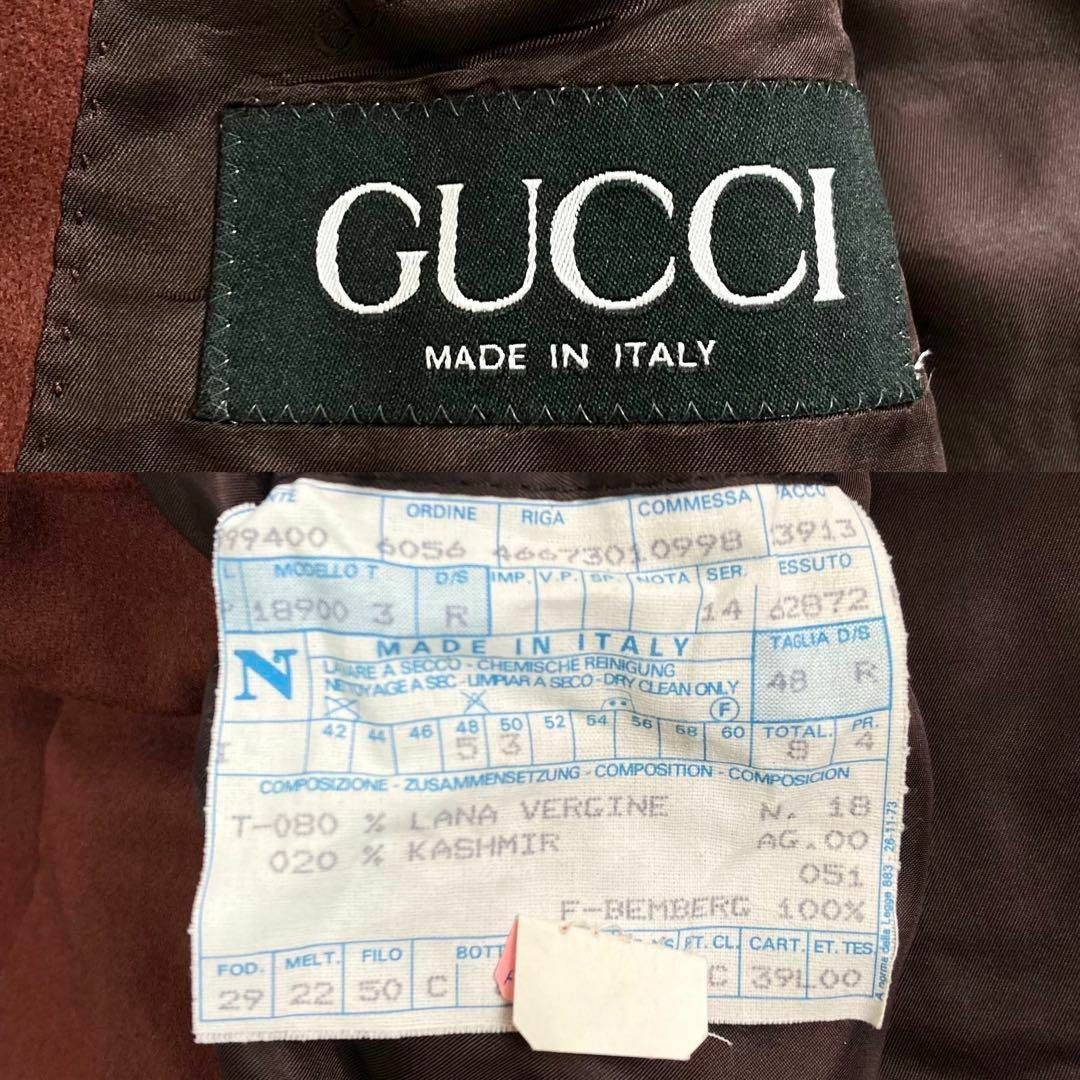 GUCCI
MADE IN ITALY
ORDINE RIGA COMMESSA
99400 6056 4667301 0998 3913
MODELLO T D/S IMP. V.P. SP. NOTA SER. ESSUTO
18900 3 R 14 62872
N MADE IN ITALY TAGLIA D/S
LAVARE A SECCO - CHEMISCHE REINIGUNG
NETTOYAGE A SEC - LIMPIAR A SECO - DRY CLEAN ONLY 48 R
F
42 44 46 48 50 52 54 56 58 60 TOTAL. PR.
5 3 8 4
COMPOSIZIONE - ZUSAMMENSETZUNG - COMPOSITION - COMPOSICION
T-080 % LANA VERGINE N. 18
020 % KASHMIR AG.00
051
F-BEMBERG 100%
A norma della Legge 883 - 26-11-73
FOD. MELT. FILO BOTT PT. CL. CART. ET. TES.
29 22 50 C C 39L00